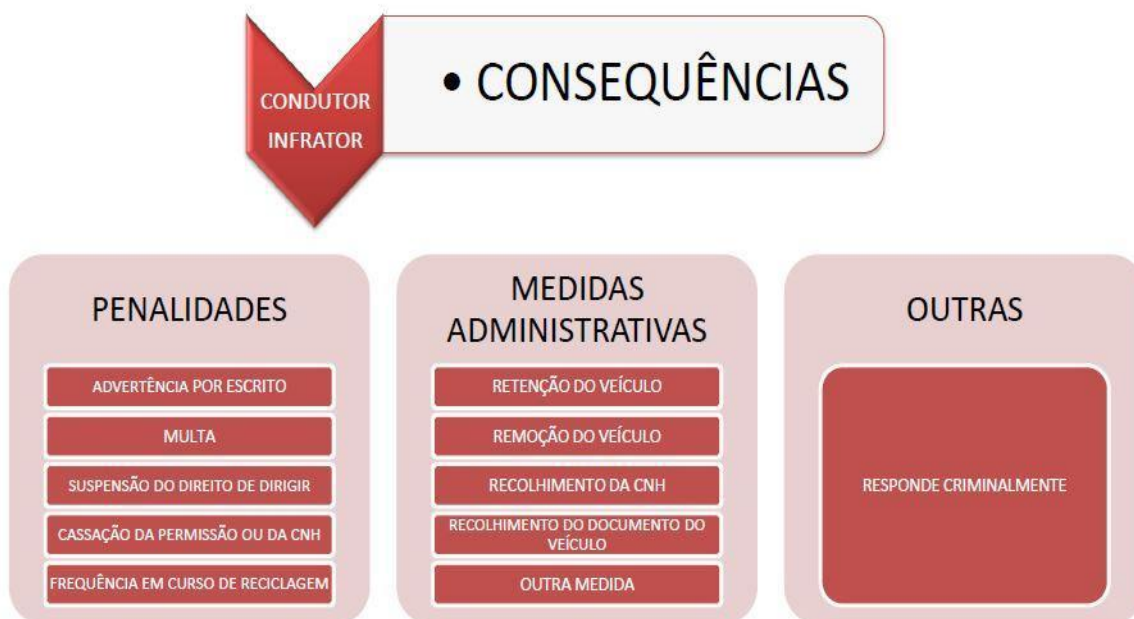 CONDUTOR
INFRATOR
• CONSEQUÊNCIAS
PENALIDADES
ADVERTÊNCIA POR ESCRITO
MULTA
SUSPENSÃO DO DIREITO DE DIRIGIR
CASSAÇÃO DA PERMISSÃO OU DA CNH
FREQUÊNCIA EM CURSO DE RECICLAGEM
MEDIDAS
ADMINISTRATIVAS
RETENÇÃO DO VEÍCULO
REMOÇÃO DO VEÍCULO
RECOLHIMENTO DA CNH
RECOLHIMENTO DO DOCUMENTO DO
VEÍCULO
OUTRA MEDIDA
OUTRAS
RESPONDE CRIMINALMENTE